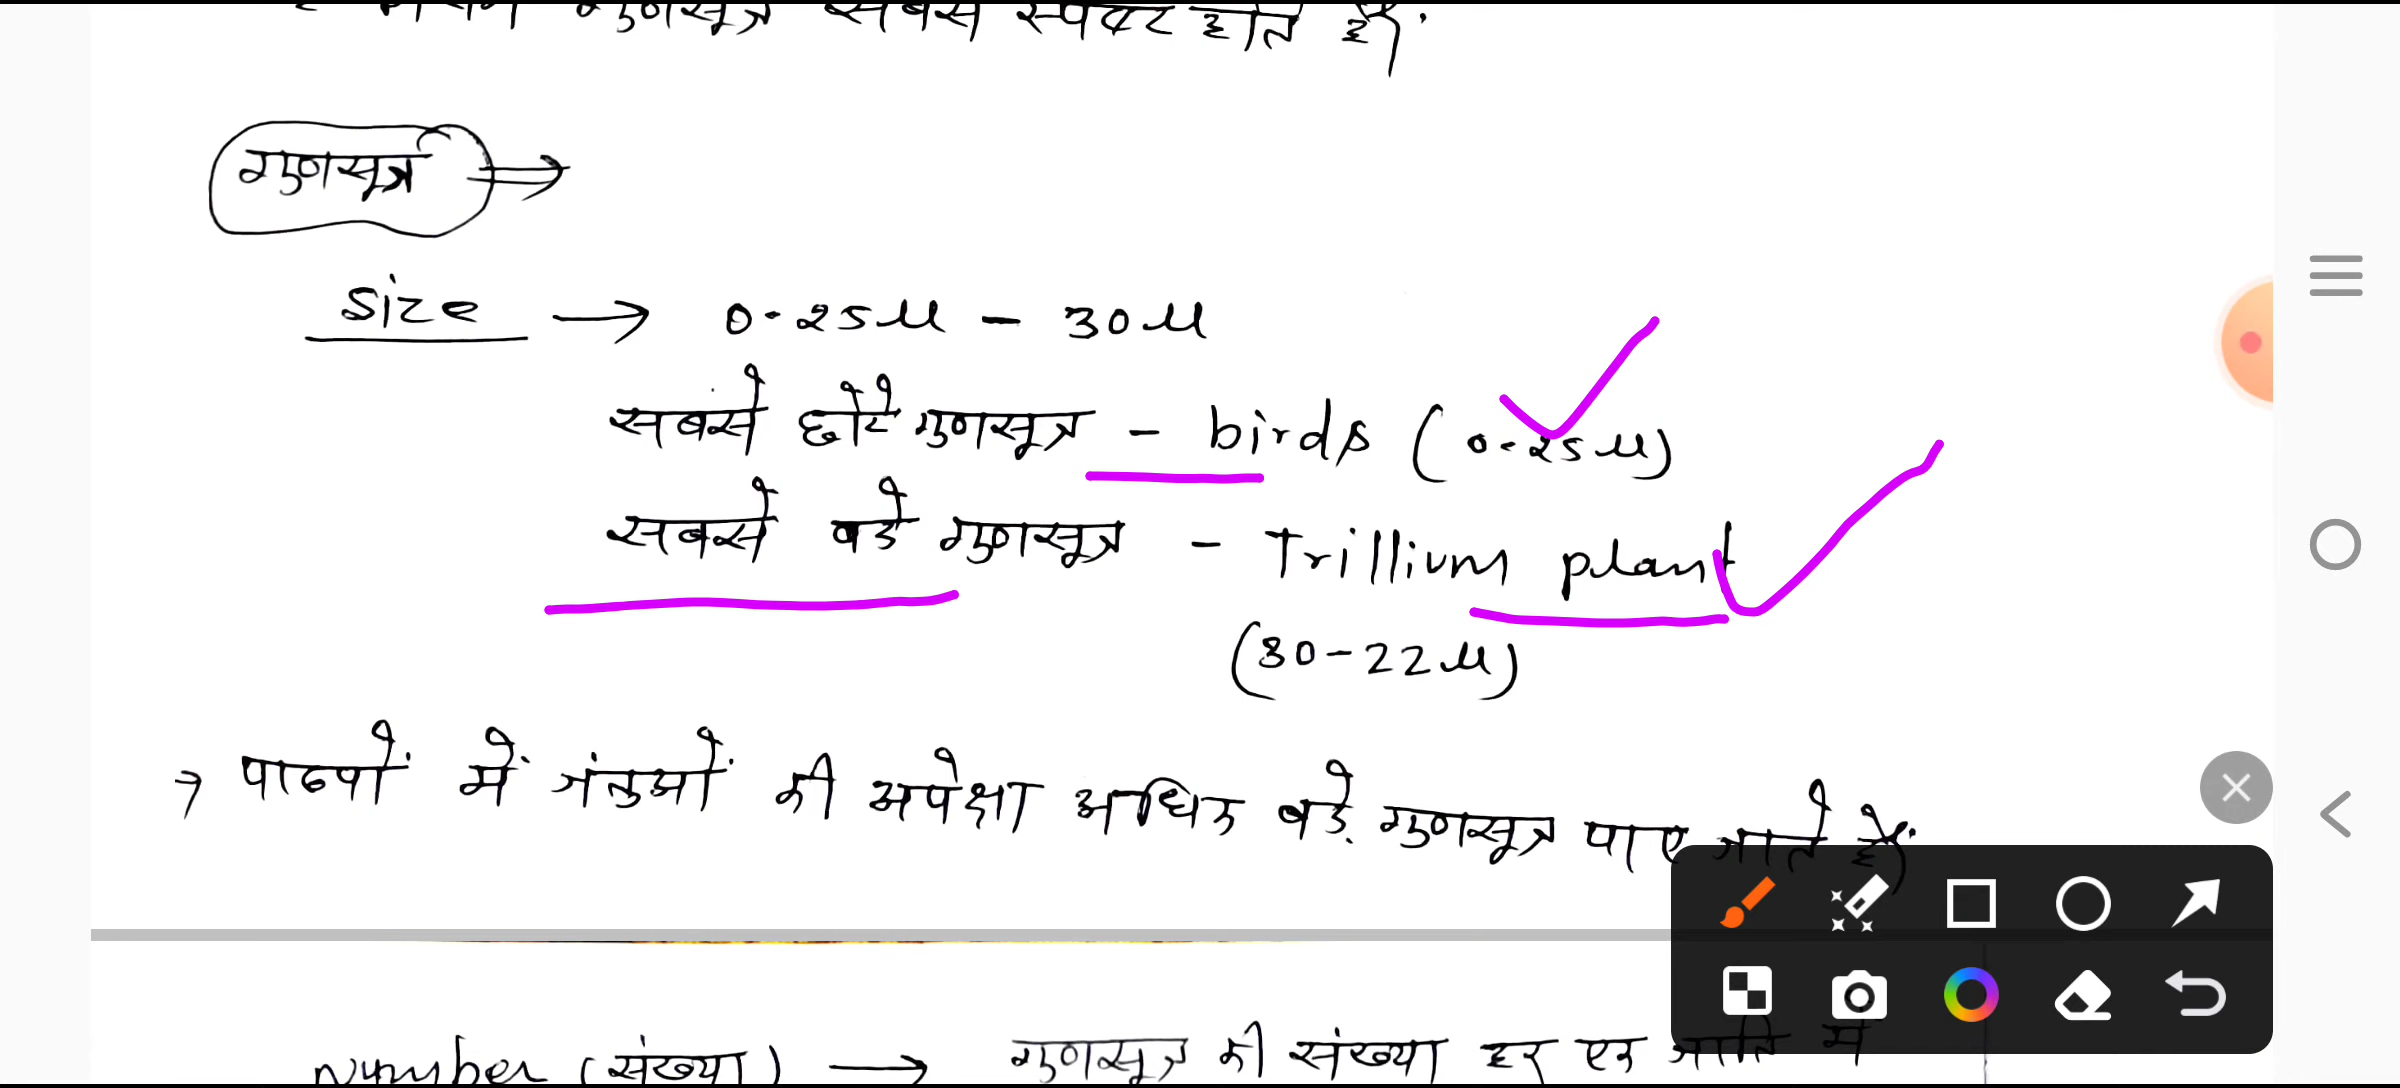 गुणसूत्र सबसे स्पष्ट होते हैं।
गुणसूत्र ⇒
size → 0.25μ - 30μ
सबसे छोटे गुणसूत्र - birds (0.25μ)
सबसे बडे गुणसूत्र - Trillium plant
(30-22μ)
→ पादपों में जंतुओं की अपेक्षा अधिक बडे़ गुणसूत्र पाए जाते हैं
Number (संख्या) → गुणसूत्र की संख्या हर एक जाति में